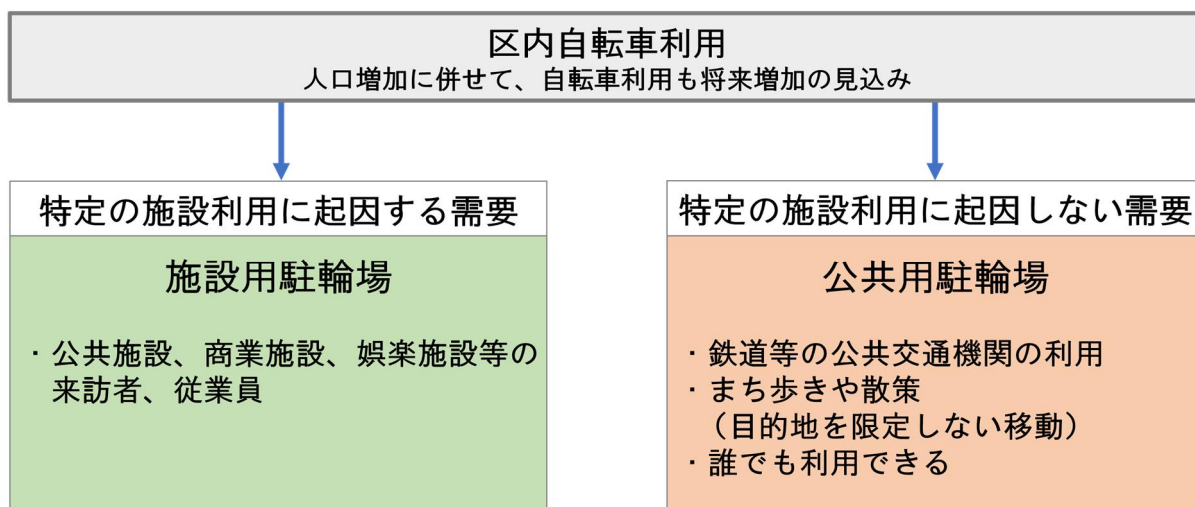 区内自転車利用
人口増加に併せて、自転車利用も将来増加の見込み
特定の施設利用に起因する需要
施設用駐輪場
・公共施設、商業施設、娯楽施設等の
来訪者、従業員
特定の施設利用に起因しない需要
公共用駐輪場
・鉄道等の公共交通機関の利用
・まち歩きや散策
（目的地を限定しない移動）
・誰でも利用できる